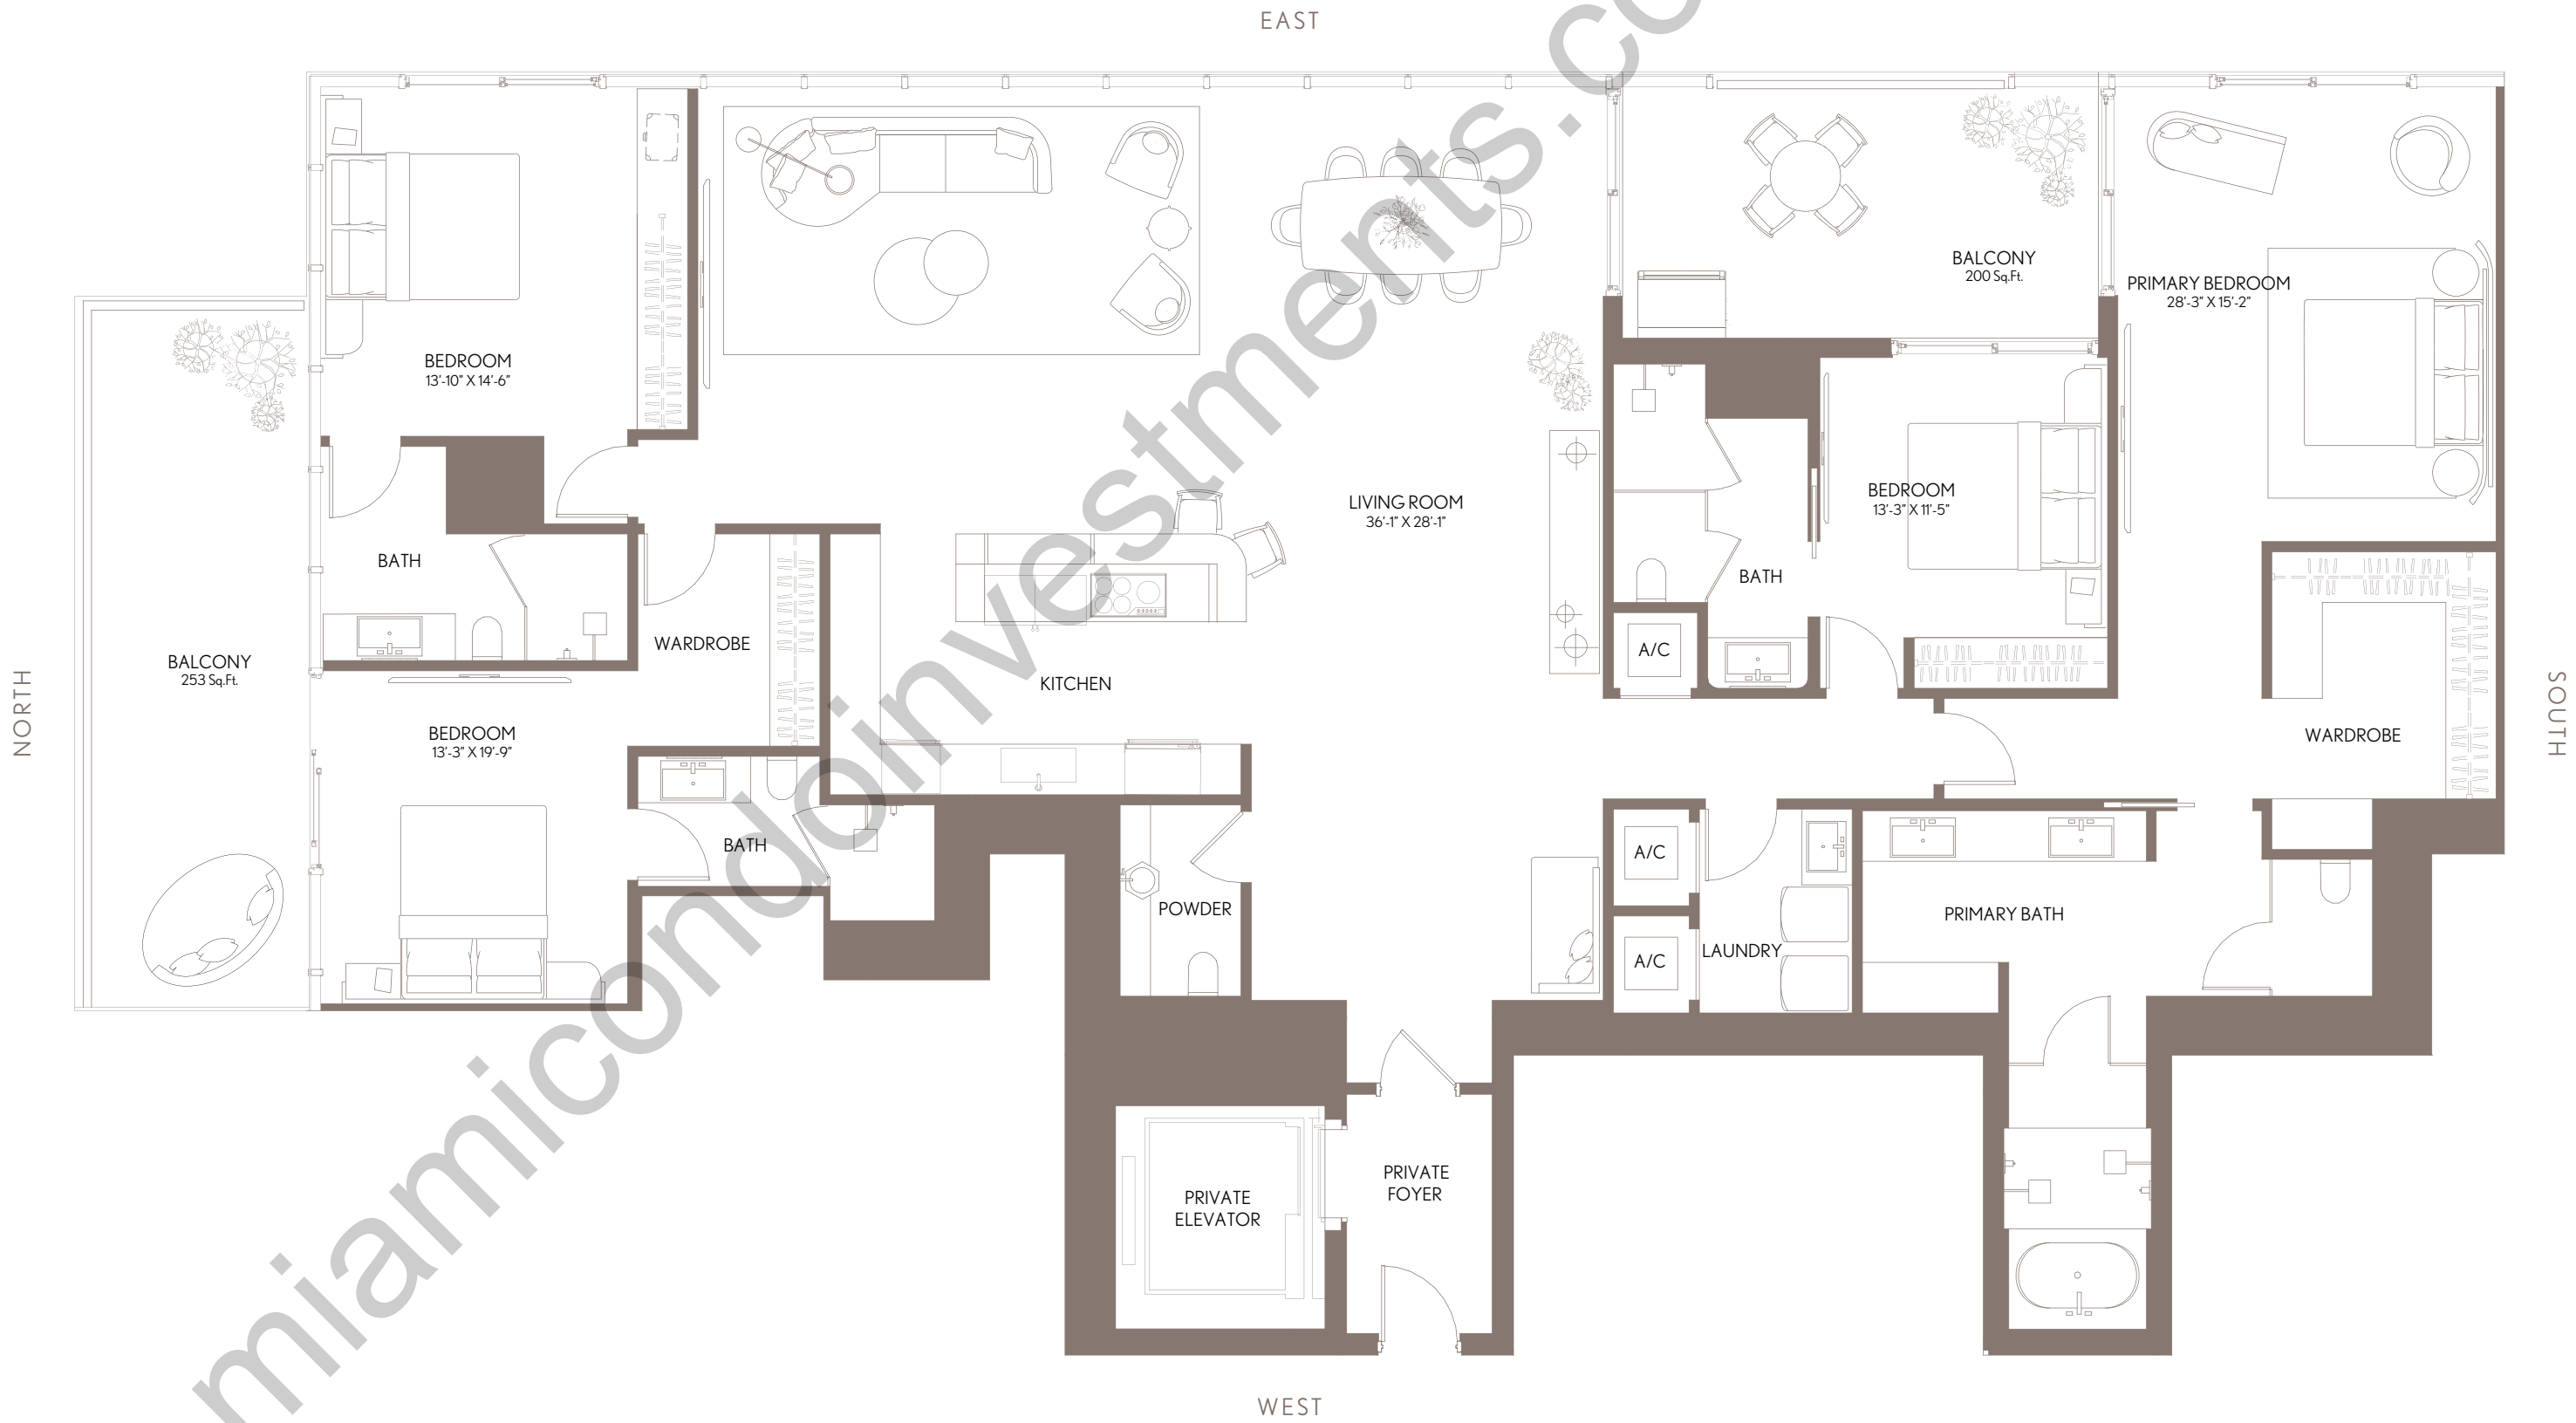 EAST
BALCONY
200 Sq.Ft.
PRIMARY BEDROOM
28'-3" X 15'-2"
BEDROOM
13'-10" X 14'-6"
LIVING ROOM
36'-1" X 28'-1"
BEDROOM
13'-3" X 11'-5"
BATH
BATH
WARDROBE
A/C
BALCONY
253 Sq.Ft.
KITCHEN
NORTH
SOUTH
BEDROOM
13'-3" X 19'-9"
WARDROBE
BATH
A/C
POWDER
PRIMARY BATH
LAUNDRY
A/C
PRIVATE
ELEVATOR
PRIVATE
FOYER
WEST
miamicondoinvestments.co